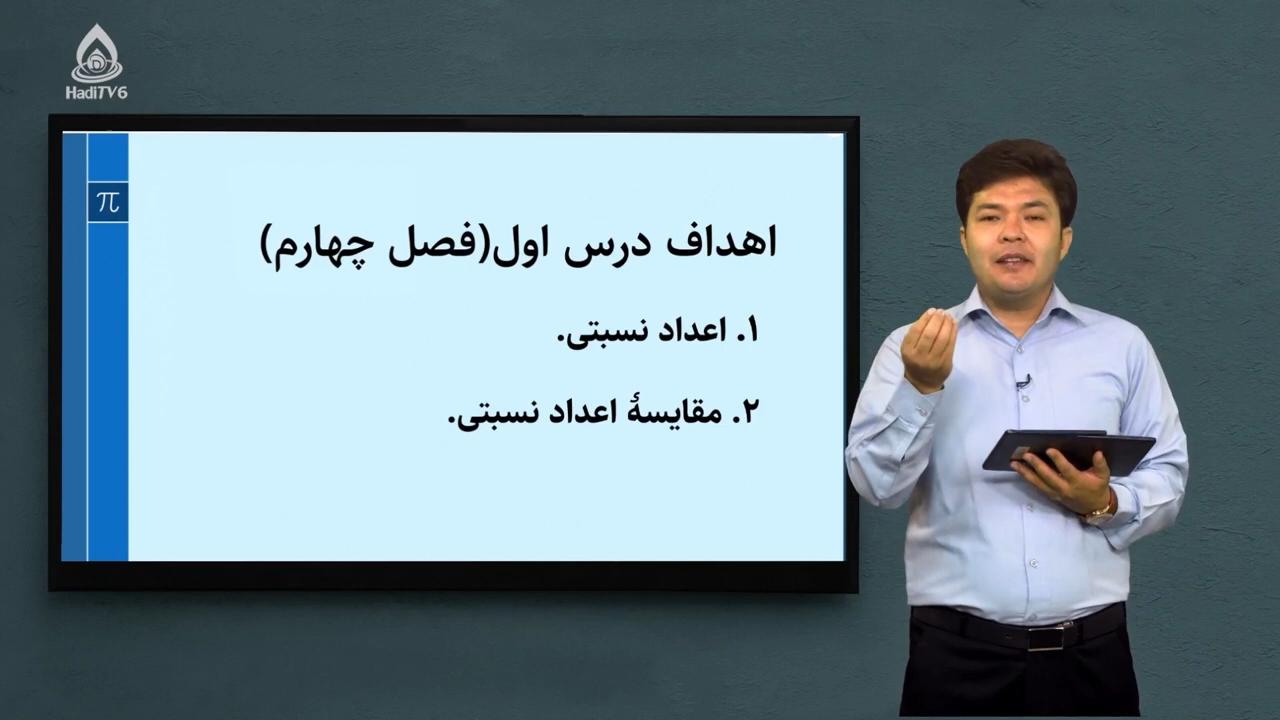 HadiTV6
π
اهداف درس اول(فصل چهارم)
۱. اعداد نسبتی.
۲. مقایسهٔ اعداد نسبتی.